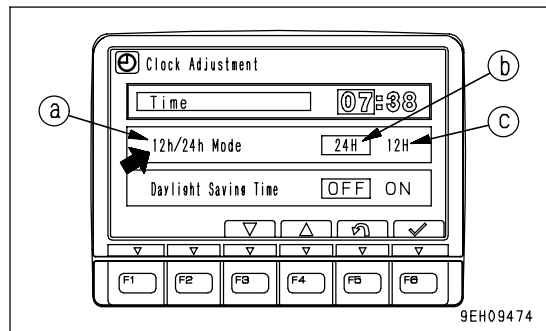 Clock Adjustment
Time 07:38
a 12h/24h Mode 24H 12H b c
Daylight Saving Time OFF ON
F1 F2 F3 F4 F5 F6
9EH09474